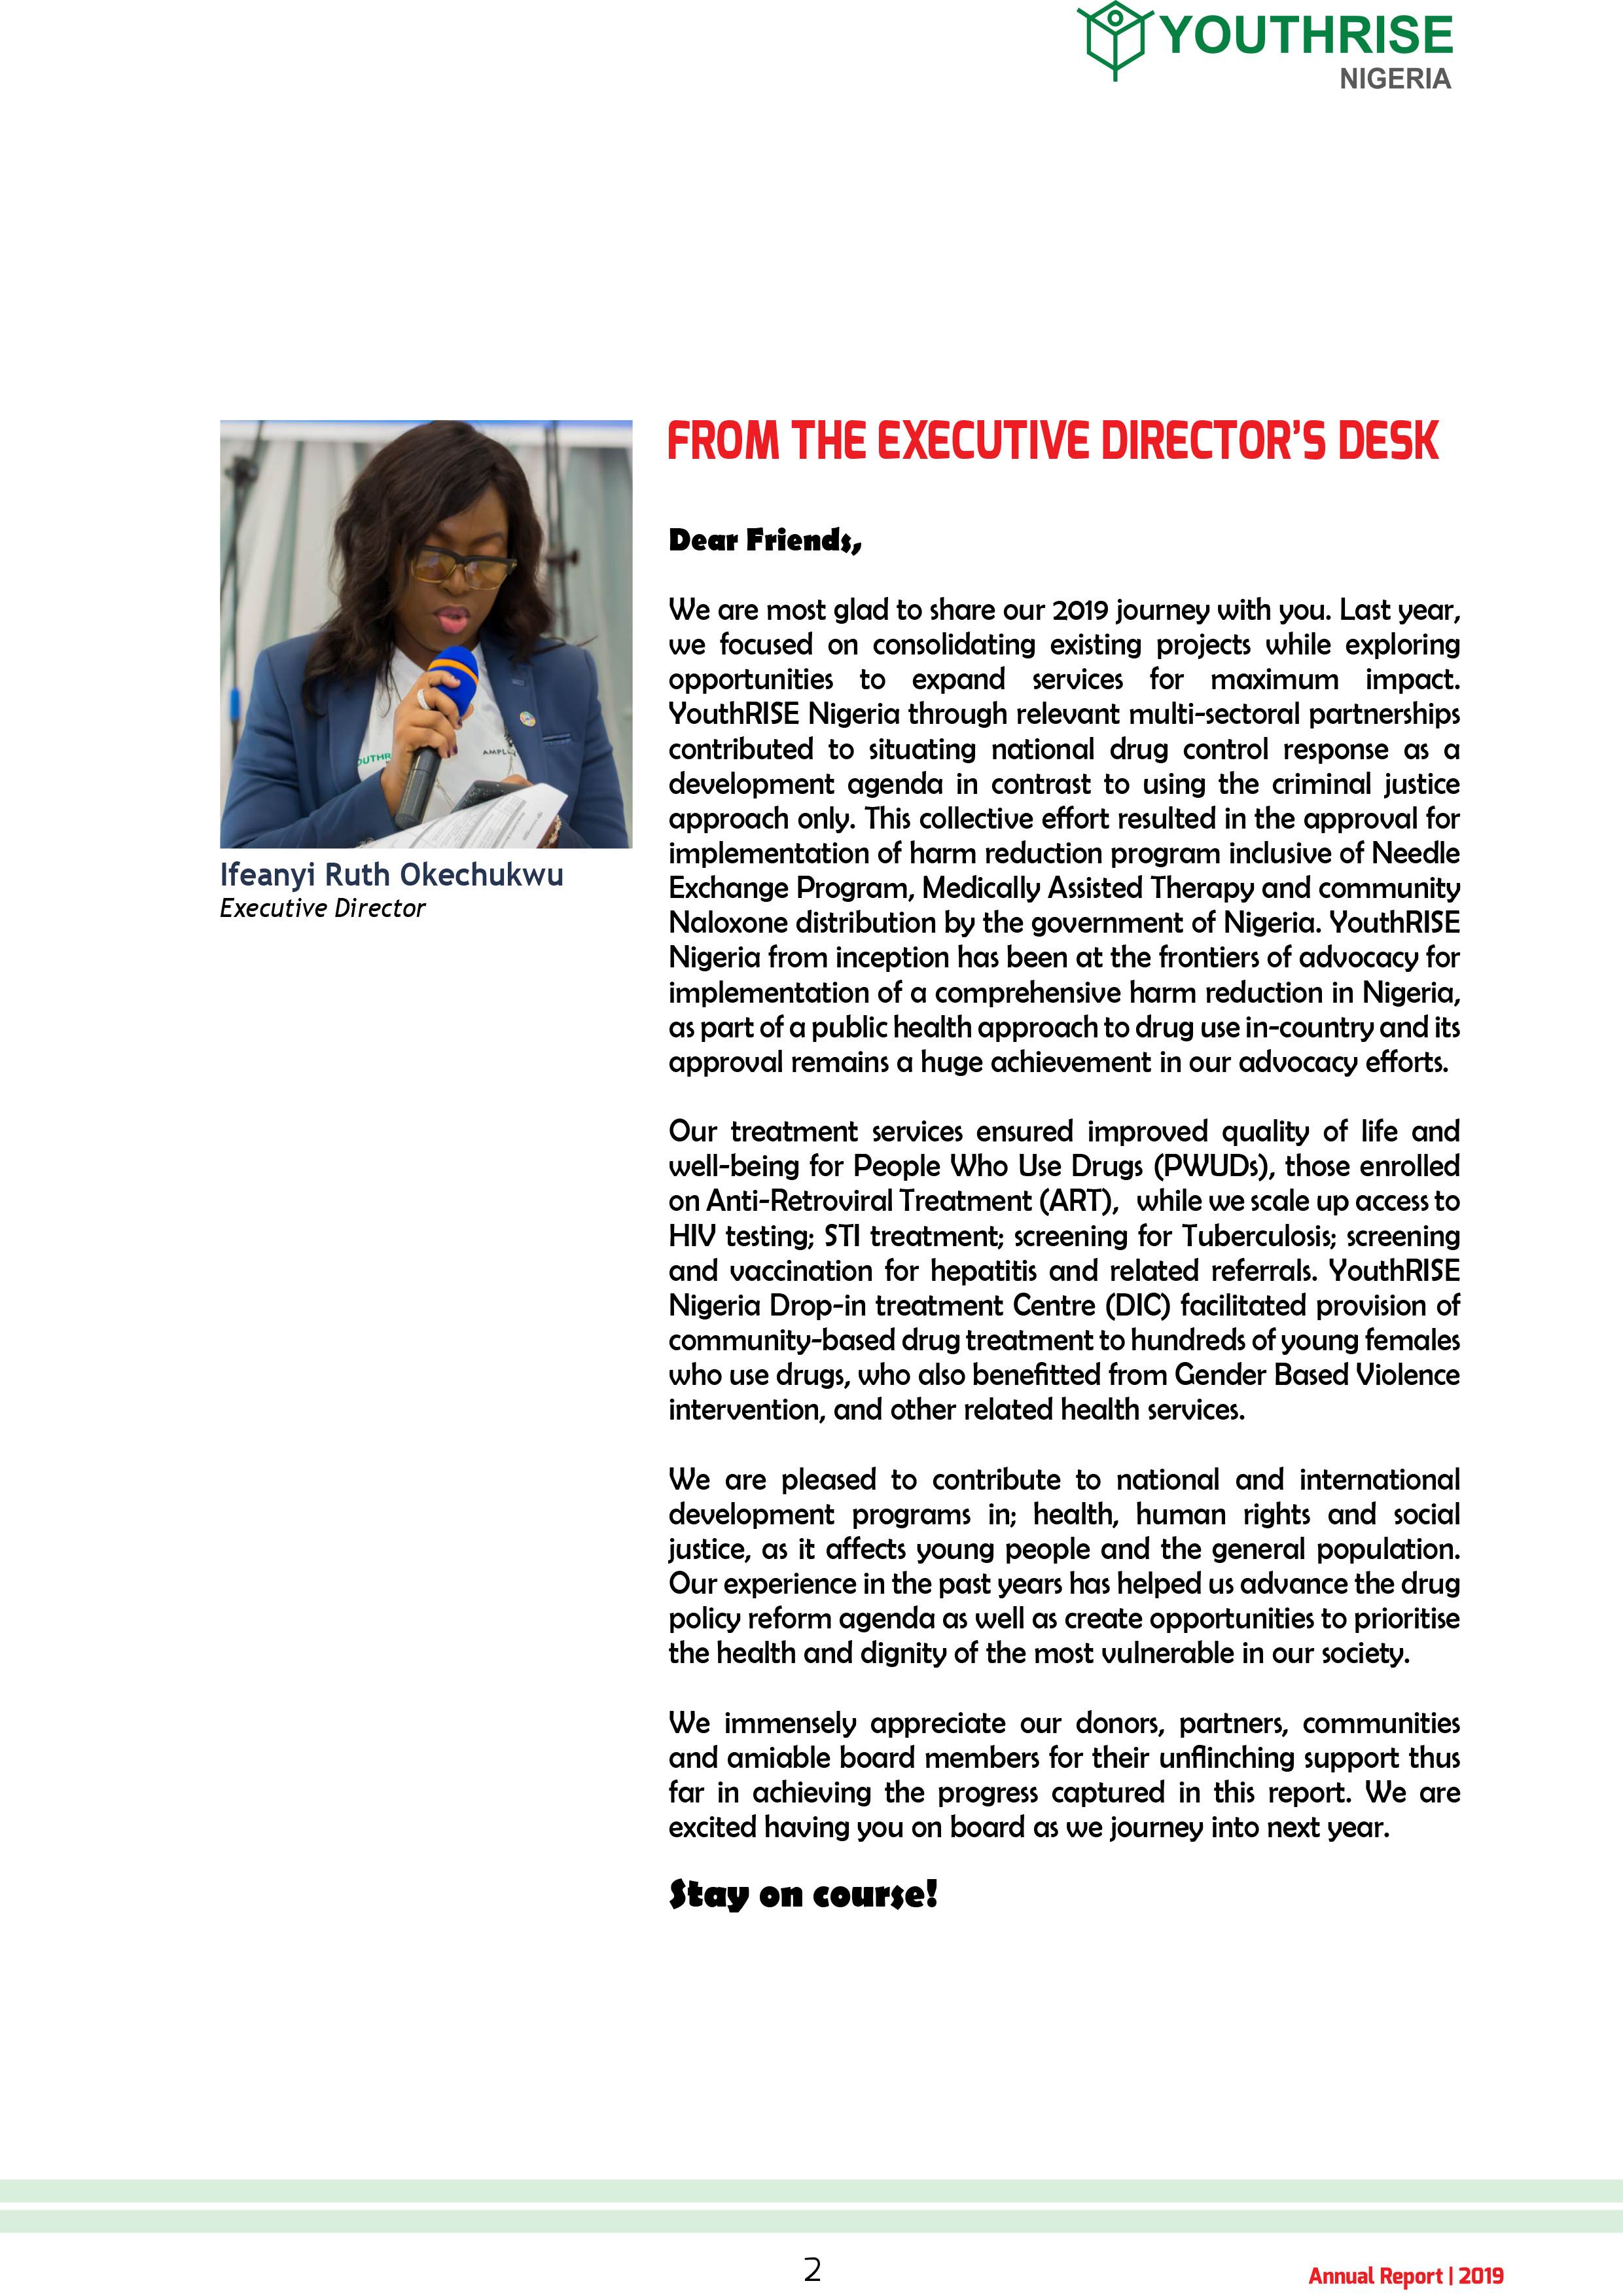 YOUTHRISE
NIGERIA
FROM THE EXECUTIVE DIRECTOR'S DESK
Dear Friends,
We are most glad to share our 2019 journey with you. Last year,
we focused on consolidating existing projects while exploring
opportunities to expand services for maximum impact.
YouthRISE Nigeria through relevant multi-sectoral partnerships
contributed to situating national drug control response as a
development agenda in contrast to using the criminal justice
approach only. This collective effort resulted in the approval for
implementation of harm reduction program inclusive of Needle
Exchange Program, Medically Assisted Therapy and community
Naloxone distribution by the government of Nigeria. YouthRISE
Nigeria from inception has been at the frontiers of advocacy for
implementation of a comprehensive harm reduction in Nigeria,
as part of a public health approach to drug use in-country and its
approval remains a huge achievement in our advocacy efforts.
Our treatment services ensured improved quality of life and
well-being for People Who Use Drugs (PWUDs), those enrolled
on Anti-Retroviral Treatment (ART), while we scale up access to
HIV testing; STI treatment; screening for Tuberculosis; screening
and vaccination for hepatitis and related referrals. YouthRISE
Nigeria Drop-in treatment Centre (DIC) facilitated provision of
community-based drug treatment to hundreds of young females
who use drugs, who also benefitted from Gender Based Violence
intervention, and other related health services.
We are pleased to contribute to national and international
development programs in; health, human rights and social
justice, as it affects young people and the general population.
Our experience in the past years has helped us advance the drug
policy reform agenda as well as create opportunities to prioritise
the health and dignity of the most vulnerable in our society.
We immensely appreciate our donors, partners, communities
and amiable board members for their unflinching support thus
far in achieving the progress captured in this report. We are
excited having you on board as we journey into next year.
Stay on course!
Ifeanyi Ruth Okechukwu
Executive Director
2
Annual Report | 2019